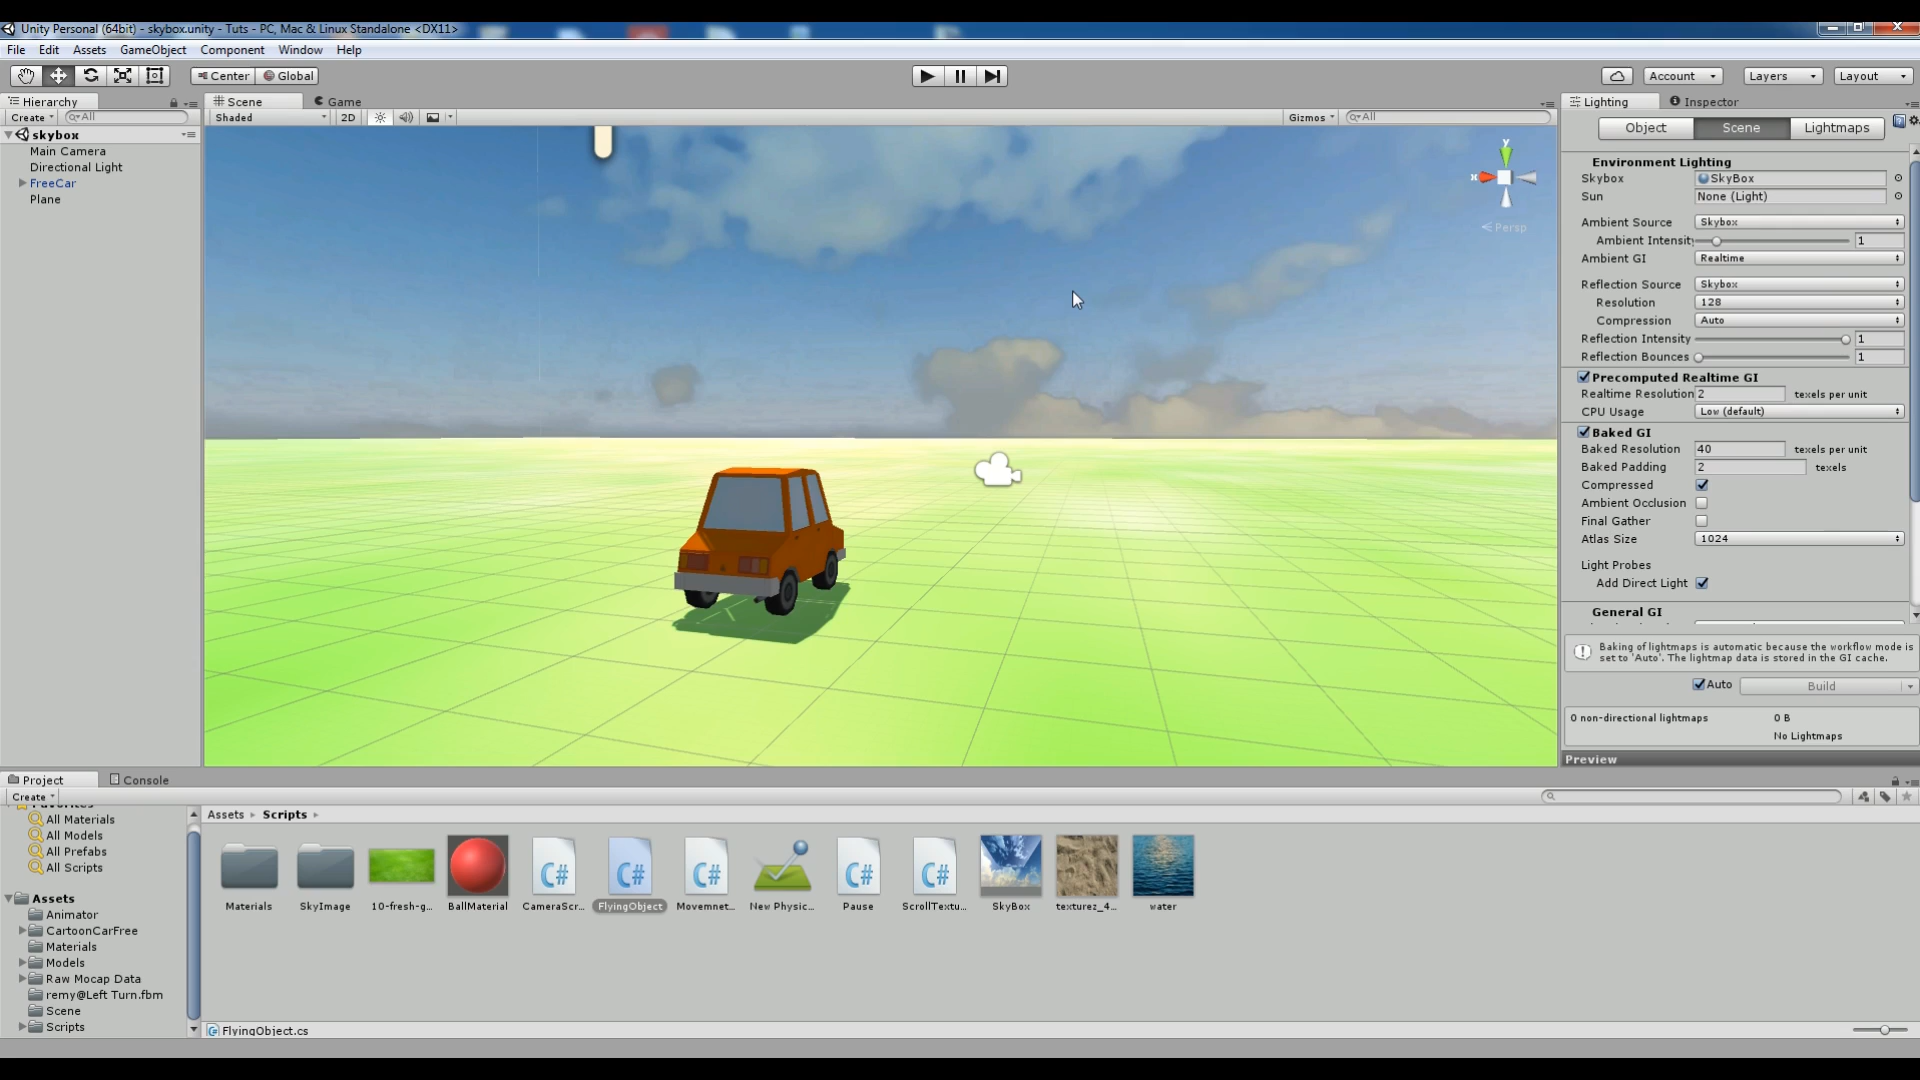 Unity Personal (64bit) - skybox.unity - Tuts - PC, Mac & Linux Standalone <DX11>
File Edit Assets GameObject Component Window Help
Center Global Account Layers Layout
Hierarchy
Create All
skybox
Main Camera
Directional Light
FreeCar
Plane
Scene Game
Shaded 2D Gizmos All
y
x
Persp
Lighting Inspector
Object Scene Lightmaps
Environment Lighting
Skybox SkyBox
Sun None (Light)
Ambient Source Skybox
Ambient Intensity 1
Ambient GI Realtime
Reflection Source Skybox
Resolution 128
Compression Auto
Reflection Intensity 1
Reflection Bounces 1
Precomputed Realtime GI
Realtime Resolution 2 texels per unit
CPU Usage Low (default)
Baked GI
Baked Resolution 40 texels per unit
Baked Padding 2 texels
Compressed
Ambient Occlusion
Final Gather
Atlas Size 1024
Light Probes
Add Direct Light
General GI
Baking of lightmaps is automatic because the workflow mode is
set to 'Auto'. The lightmap data is stored in the GI cache.
Auto Build
0 non-directional lightmaps 0 B
No Lightmaps
Preview
Project Console
Create
Favorites
All Materials
All Models
All Prefabs
All Scripts
Assets
Animator
CartoonCarFree
Materials
Models
Raw Mocap Data
remy@Left Turn.fbm
Scene
Scripts
Assets Scripts
C# C# C# C# C#
Materials SkyImage 10-fresh-g... BallMaterial CameraScr... FlyingObject Movemnet... New Physic... Pause ScrollTextu... SkyBox texturez_4... water
FlyingObject.cs